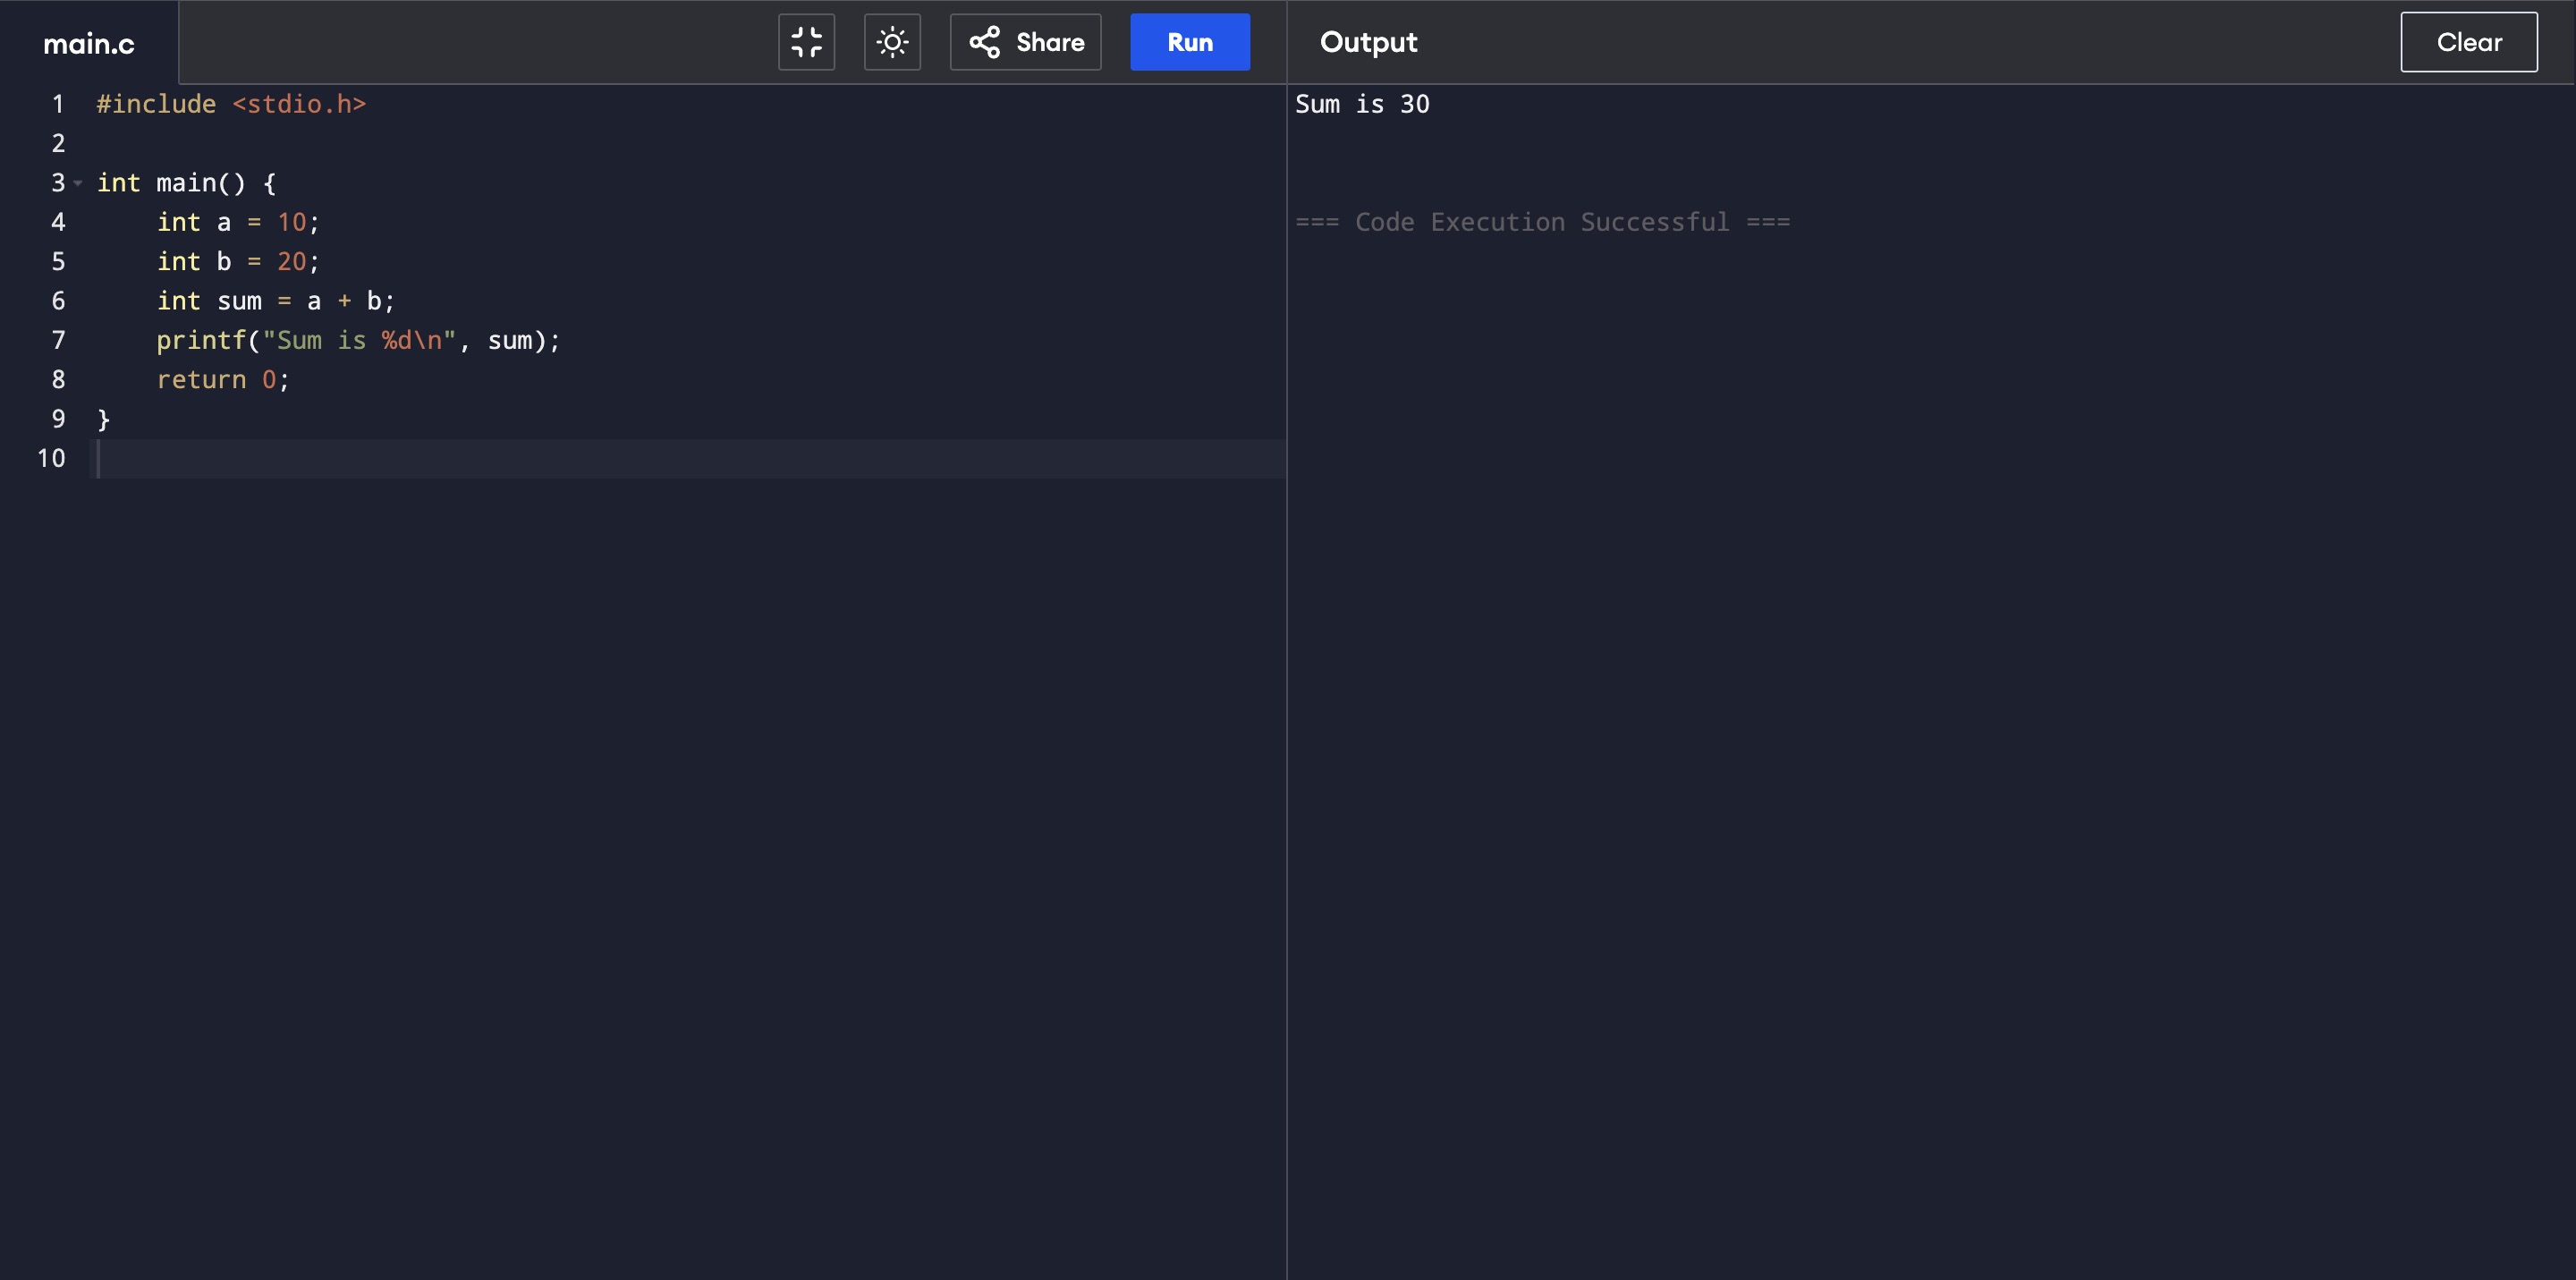 main.c
Share
Run
Output
Clear
1 #include <stdio.h>
2
3 int main() {
4     int a = 10;
5     int b = 20;
6     int sum = a + b;
7     printf("Sum is %d\n", sum);
8     return 0;
9 }
10
Sum is 30
=== Code Execution Successful ===